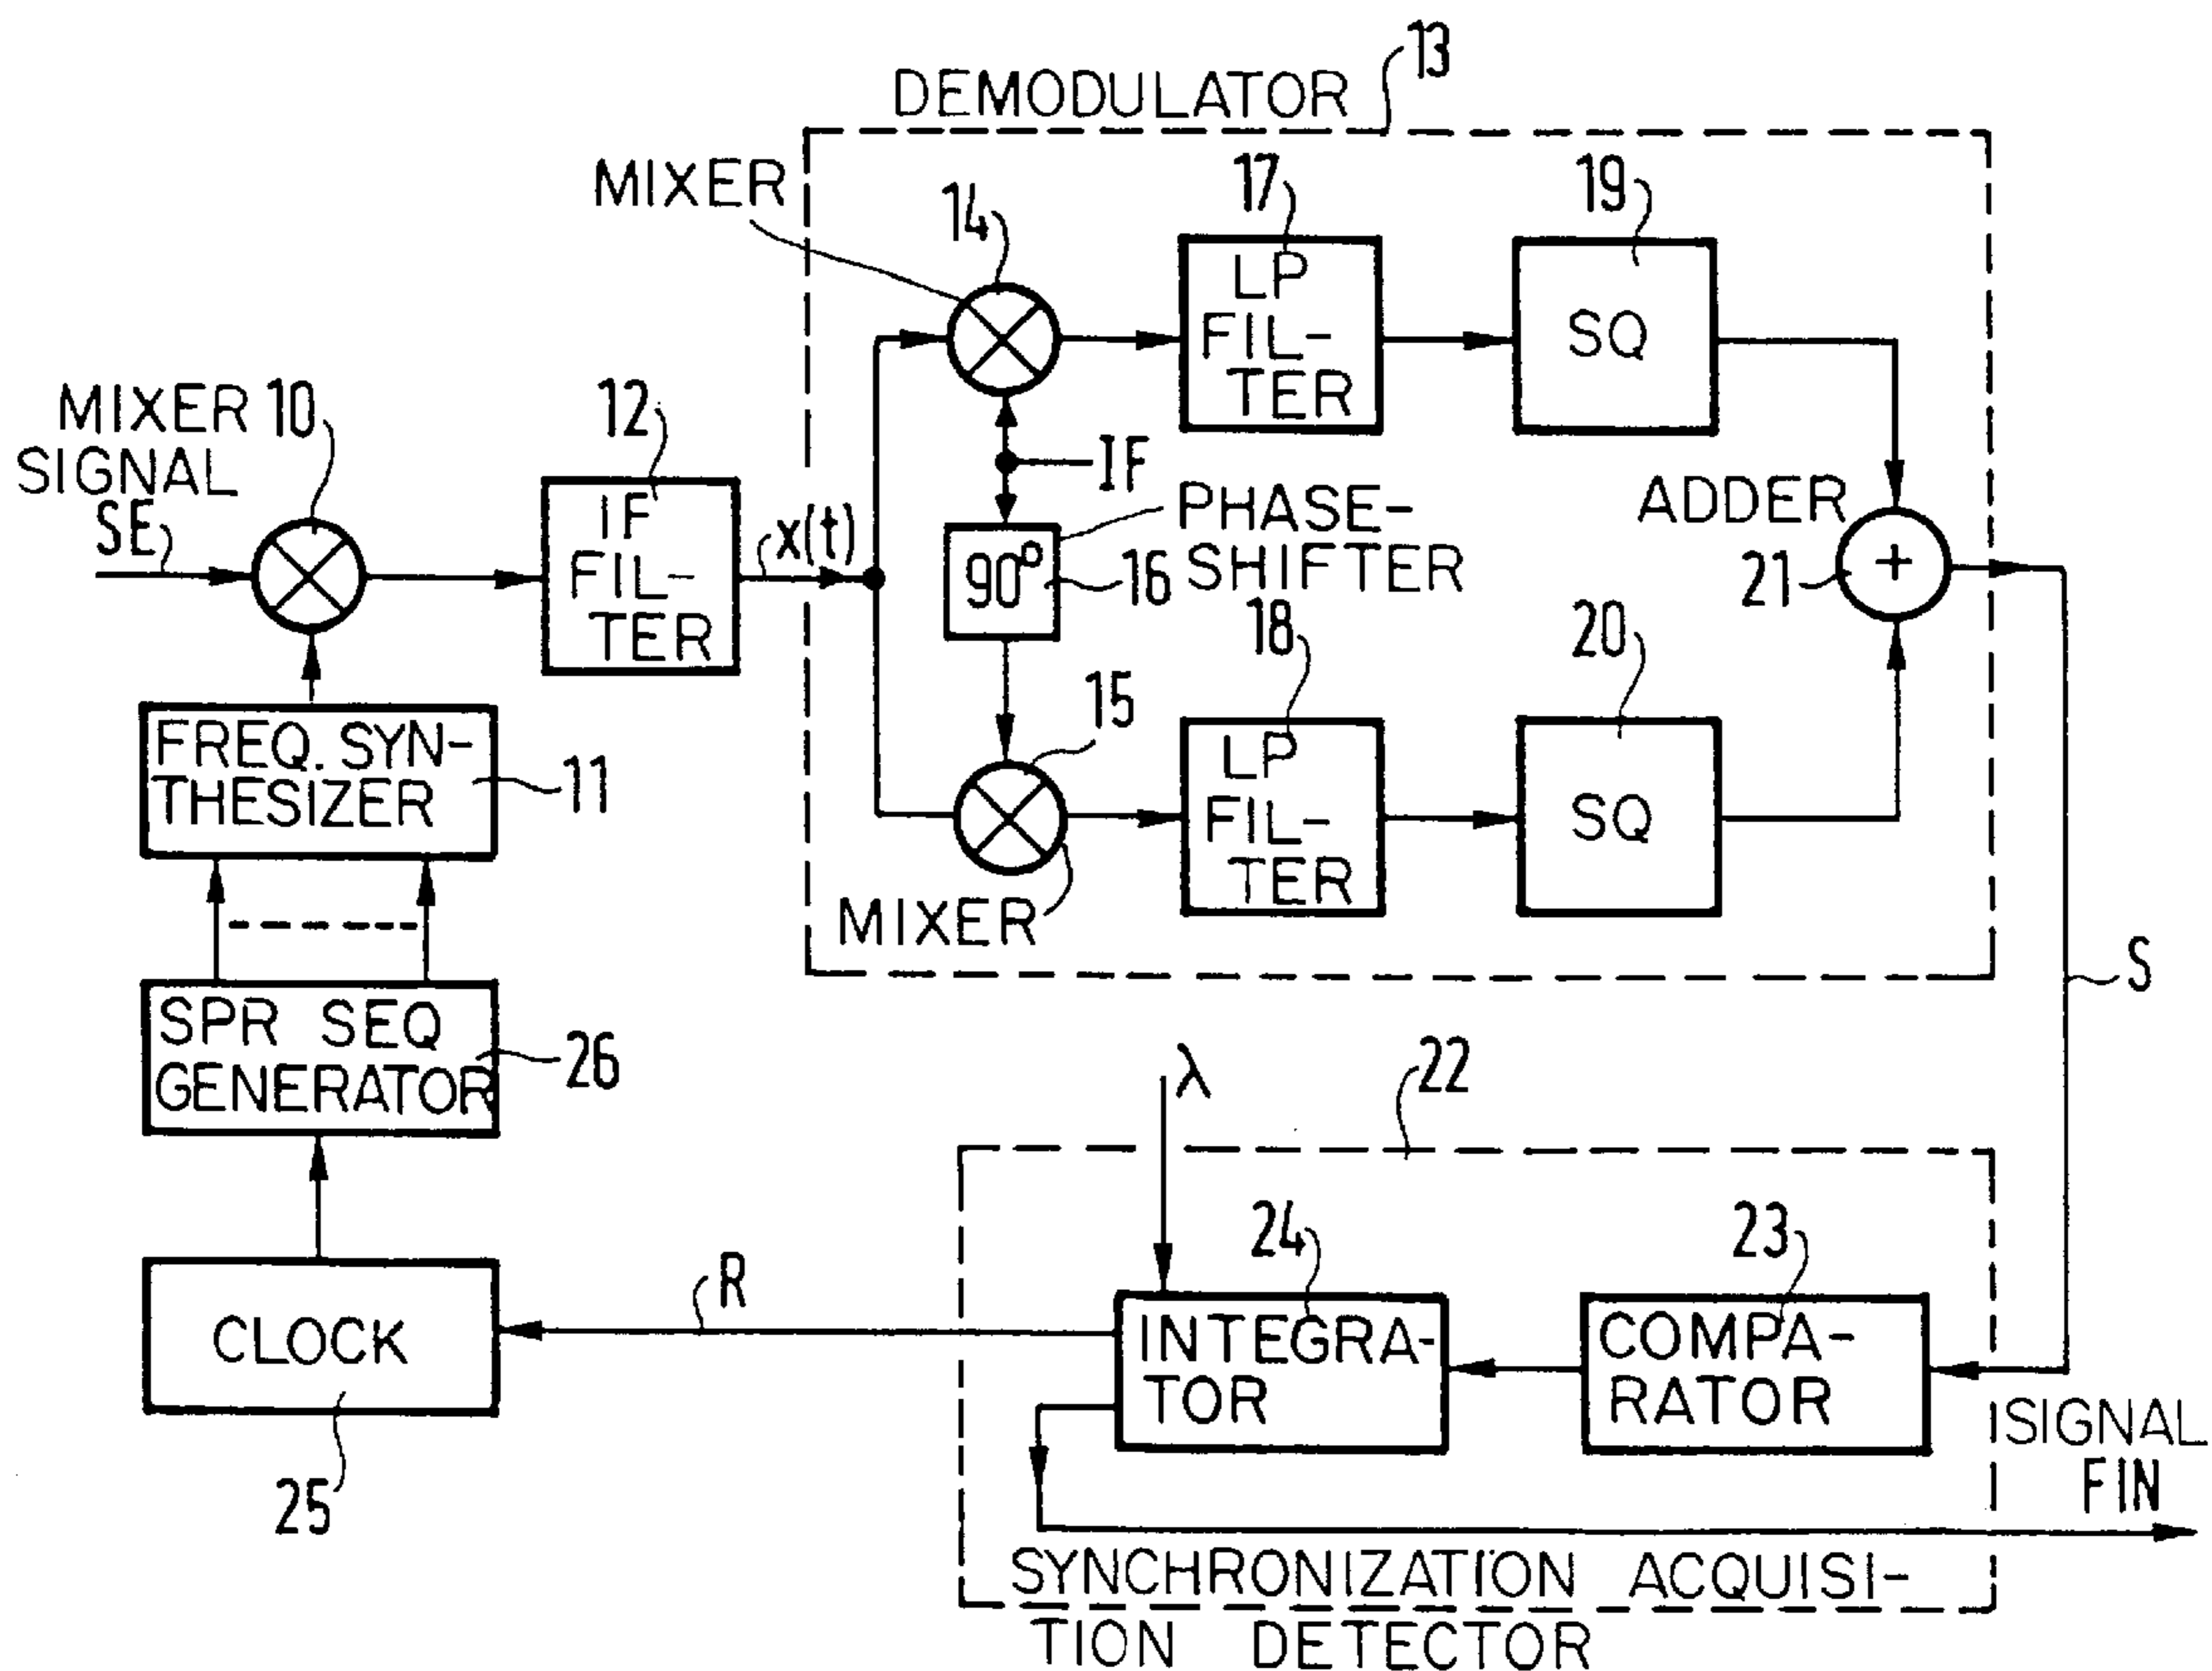 13
DEMODULATOR
MIXER
14
17
19
LP
FIL-
TER
SQ
MIXER 10
SIGNAL
SE
12
IF
FIL-
TER
x(t)
IF
PHASE-
SHIFTER
90°
16
ADDER
21
+
15
18
20
LP
FIL-
TER
SQ
MIXER
FREQ. SYN-
THESIZER
11
SPR SEQ
GENERATOR
26
S
λ
22
24
23
INTEGRA-
TOR
COMPA-
RATOR
R
CLOCK
25
SIGNAL
FIN
SYNCHRONIZATION ACQUISI-
TION DETECTOR